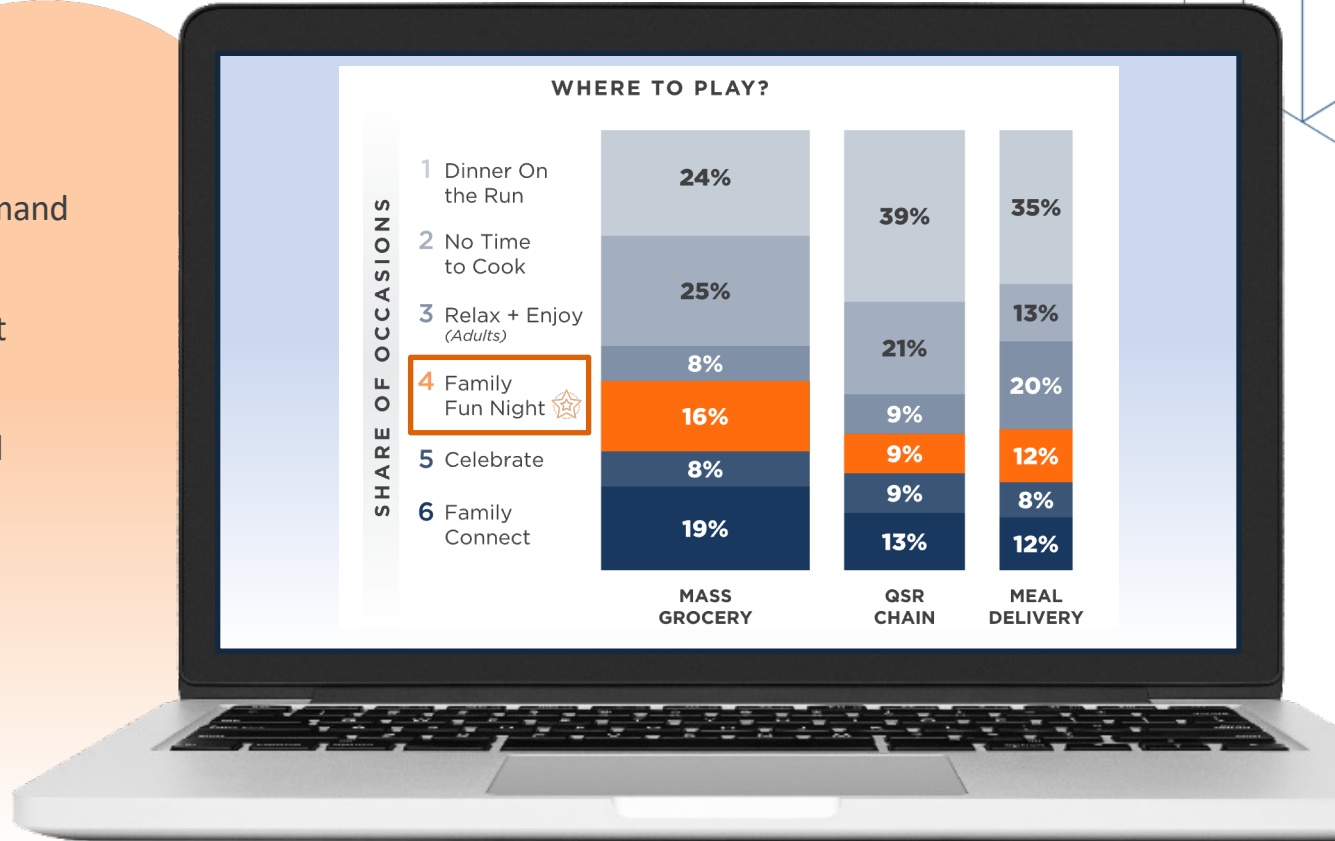 WHERE TO PLAY?
SHARE OF OCCASIONS
1 Dinner On
the Run
2 No Time
to Cook
3 Relax + Enjoy
(Adults)
4 Family
Fun Night
5 Celebrate
6 Family
Connect
24%
25%
8%
16%
8%
19%
39%
21%
9%
9%
9%
13%
35%
13%
20%
12%
8%
12%
MASS
GROCERY
QSR
CHAIN
MEAL
DELIVERY